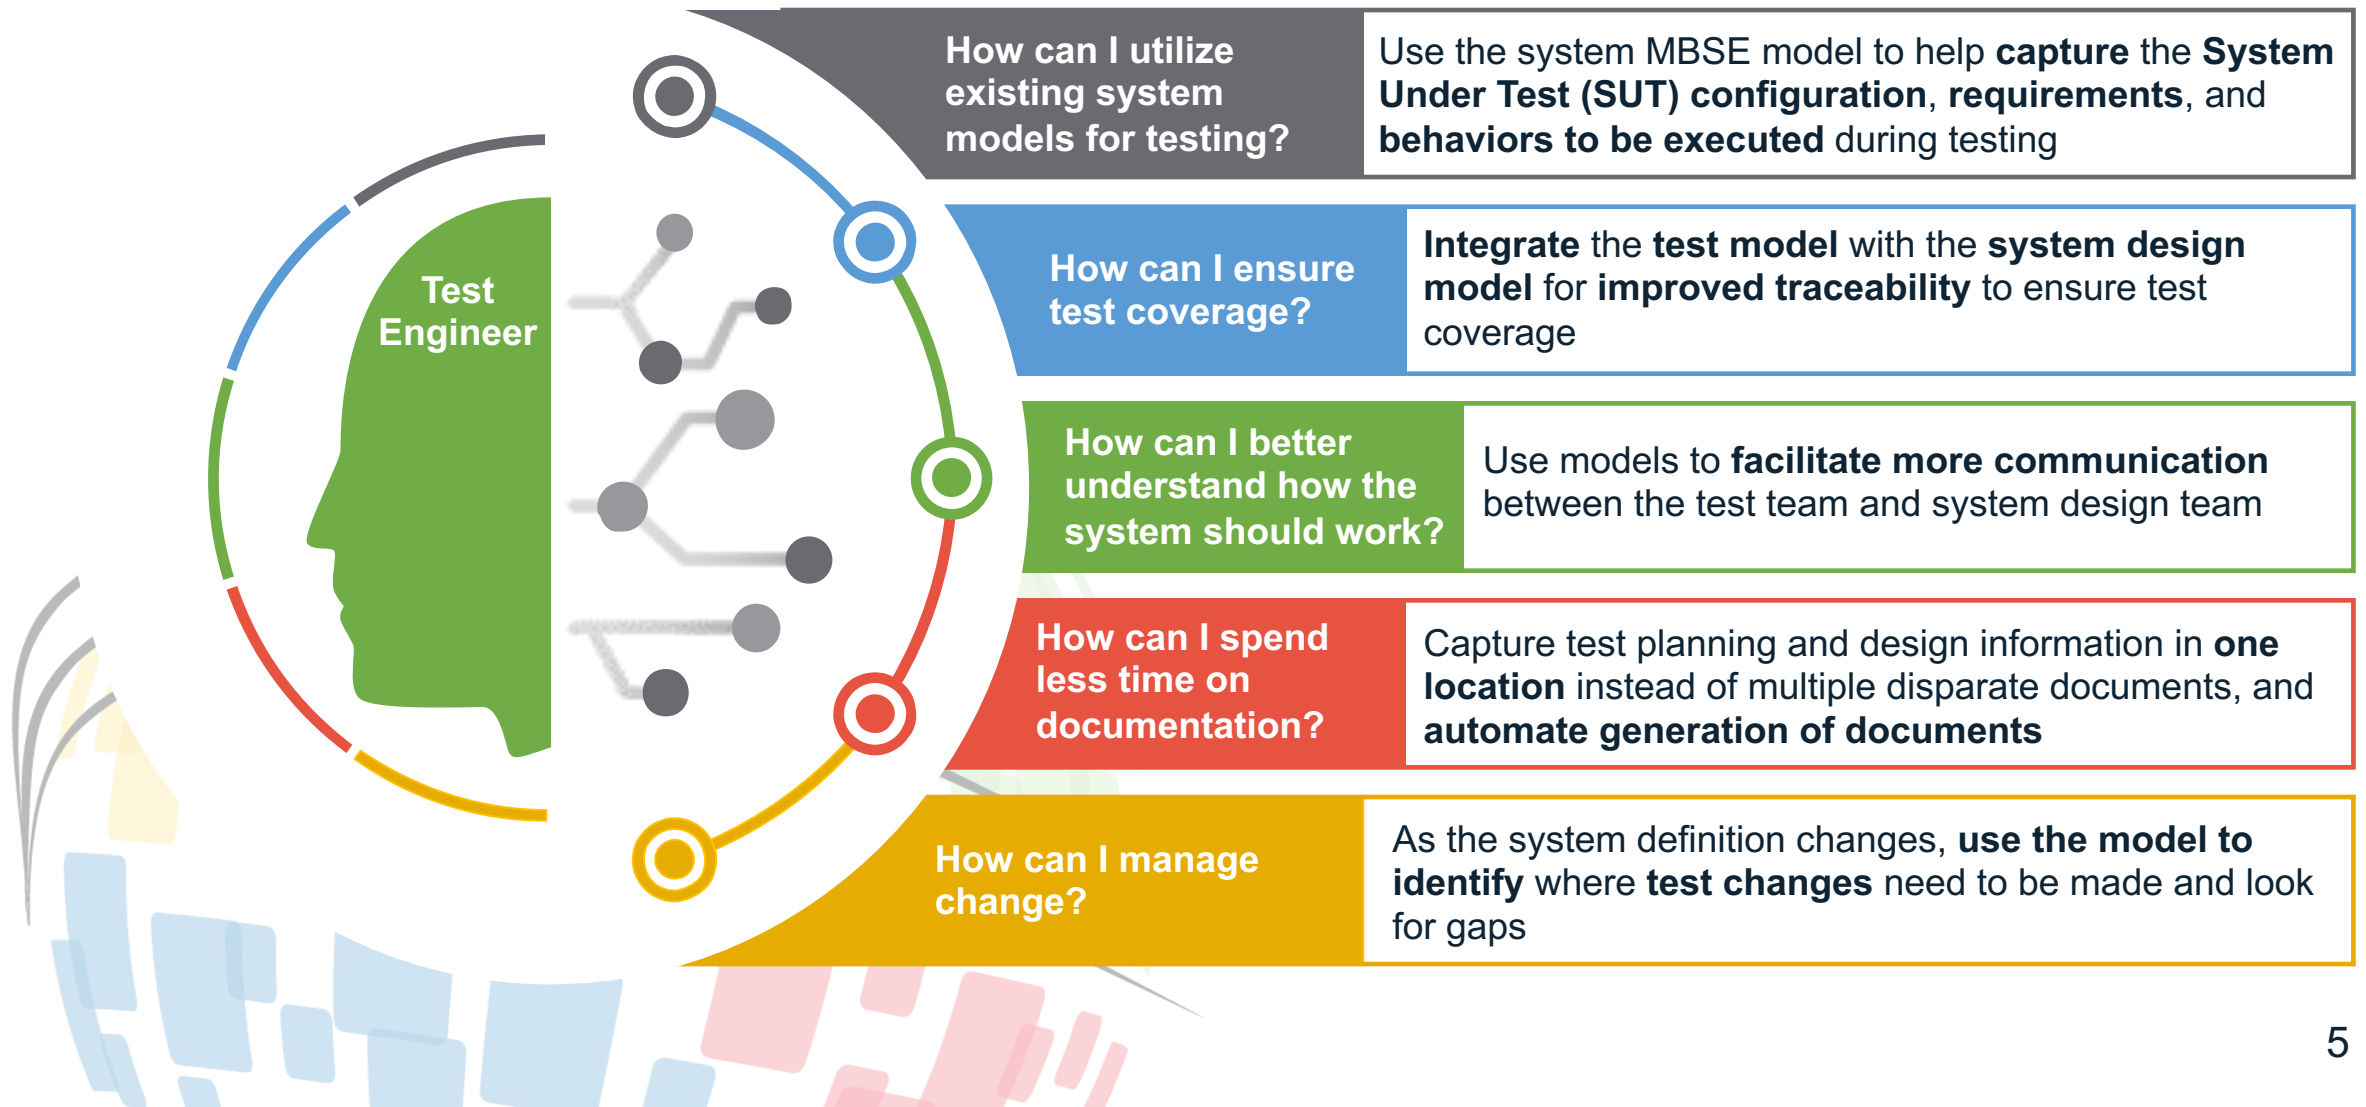 Test
Engineer
How can I utilize
existing system
models for testing?
Use the system MBSE model to help capture the System
Under Test (SUT) configuration, requirements, and
behaviors to be executed during testing
How can I ensure
test coverage?
Integrate the test model with the system design
model for improved traceability to ensure test
coverage
How can I better
understand how the
system should work?
Use models to facilitate more communication
between the test team and system design team
How can I spend
less time on
documentation?
Capture test planning and design information in one
location instead of multiple disparate documents, and
automate generation of documents
How can I manage
change?
As the system definition changes, use the model to
identify where test changes need to be made and look
for gaps
5